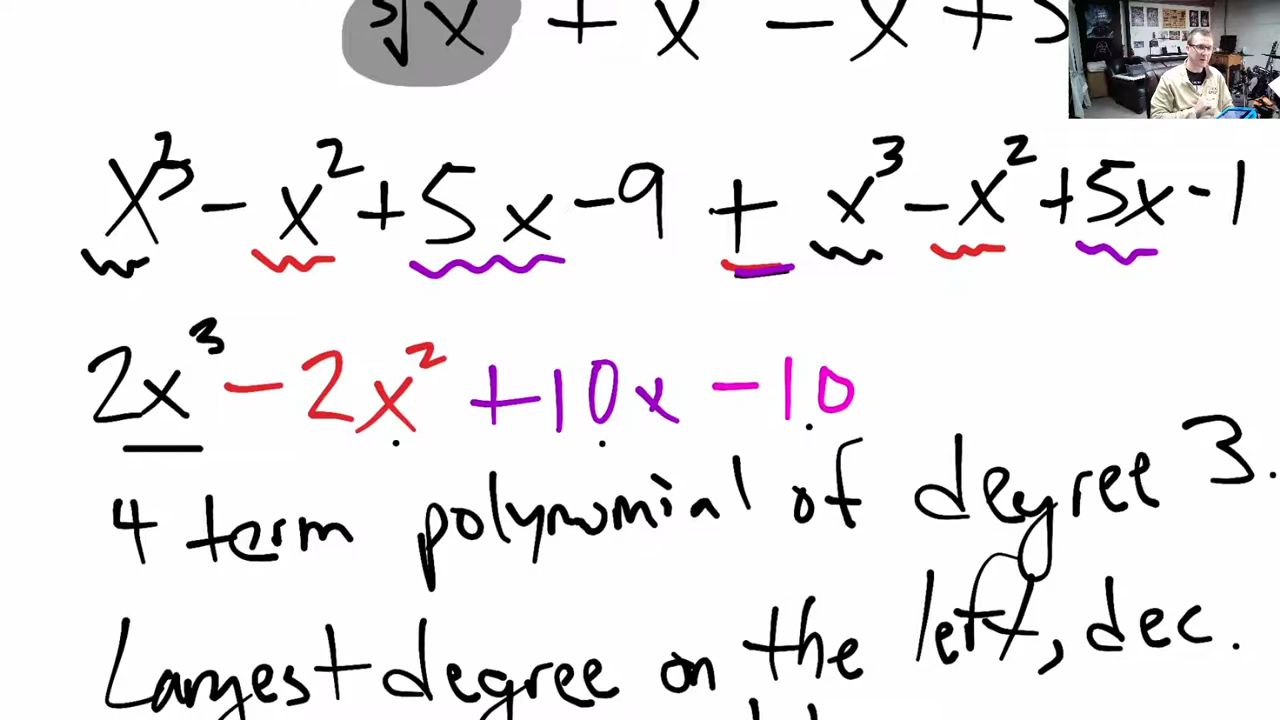 ∛x + x - x + 5
x³ - x² + 5x - 9 + x³ - x² + 5x - 1
2x³ - 2x² + 10x - 10
4 term polynomial of degree 3.
Largest degree on the left, dec.